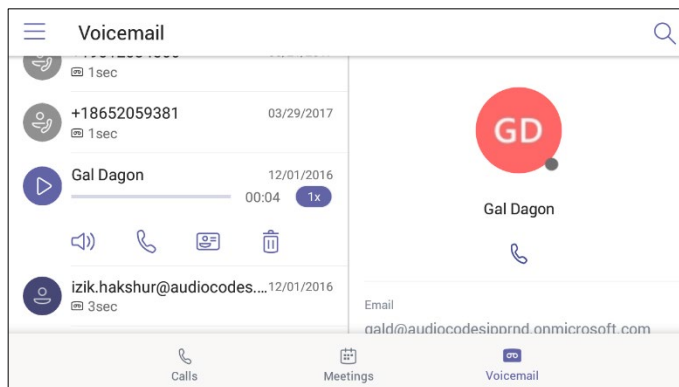 Voicemail
1sec
+18652059381
03/29/2017
1sec
Gal Dagon
12/01/2016
00:04
1x
izik.hakshur@audiocodes....
12/01/2016
3sec
GD
Gal Dagon
Email
gald@audiocodesipprnd.onmicrosoft.com
Calls
Meetings
Voicemail